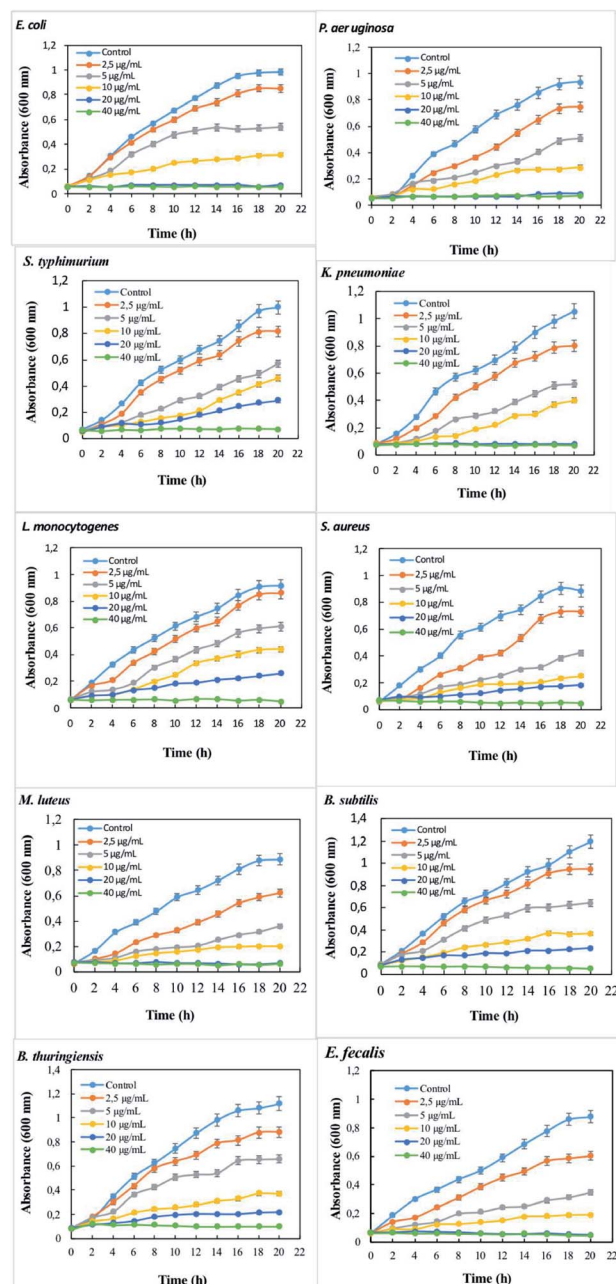 E. coli
1,2
1
0,8
0,6
0,4
0,2
0
Absorbance (600 nm)
Control
2,5 µg/mL
5 µg/mL
10 µg/mL
20 µg/mL
40 µg/mL
0 2 4 6 8 10 12 14 16 18 20 22
Time (h)
P. aer uginosa
1,2
1
0,8
0,6
0,4
0,2
0
Absorbance (600 nm)
Control
2,5 µg/mL
5 µg/mL
10 µg/mL
20 µg/mL
40 µg/mL
0 2 4 6 8 10 12 14 16 18 20 22
Time (h)
S. typhimurium
1,2
1
0,8
0,6
0,4
0,2
0
Absorbance (600 nm)
Control
2,5 µg/mL
5 µg/mL
10 µg/mL
20 µg/mL
40 µg/mL
0 2 4 6 8 10 12 14 16 18 20 22
Time (h)
K. pneumoniae
1,2
1
0,8
0,6
0,4
0,2
0
Absorbance (600 nm)
Control
2,5 µg/mL
5 µg/mL
10 µg/mL
20 µg/mL
40 µg/mL
0 2 4 6 8 10 12 14 16 18 20 22
Time (h)
L. monocytogenes
1,2
1
0,8
0,6
0,4
0,2
0
Absorbance (600 nm)
Control
2,5 µg/mL
5 µg/mL
10 µg/mL
20 µg/mL
40 µg/mL
0 2 4 6 8 10 12 14 16 18 20 22
Time (h)
S. aureus
1,2
1
0,8
0,6
0,4
0,2
0
Absorbance (600 nm)
Control
2,5 µg/mL
5 µg/mL
10 µg/mL
20 µg/mL
40 µg/mL
0 2 4 6 8 10 12 14 16 18 20 22
Time (h)
M. luteus
1,2
1
0,8
0,6
0,4
0,2
0
Absorbance (600 nm)
Control
2,5 µg/mL
5 µg/mL
10 µg/mL
20 µg/mL
40 µg/mL
0 2 4 6 8 10 12 14 16 18 20 22
Time (h)
B. subtilis
1,4
1,2
1
0,8
0,6
0,4
0,2
0
Absorbance (600 nm)
Control
2,5 µg/mL
5 µg/mL
10 µg/mL
20 µg/mL
40 µg/mL
0 2 4 6 8 10 12 14 16 18 20 22
Time (h)
B. thuringiensis
1,4
1,2
1
0,8
0,6
0,4
0,2
0
Absorbance (600 nm)
Control
2,5 µg/mL
5 µg/mL
10 µg/mL
20 µg/mL
40 µg/mL
0 2 4 6 8 10 12 14 16 18 20 22
Time (h)
E. fecalis
1,2
1
0,8
0,6
0,4
0,2
0
Absorbance (600 nm)
Control
2,5 µg/mL
5 µg/mL
10 µg/mL
20 µg/mL
40 µg/mL
0 2 4 6 8 10 12 14 16 18 20 22
Time (h)